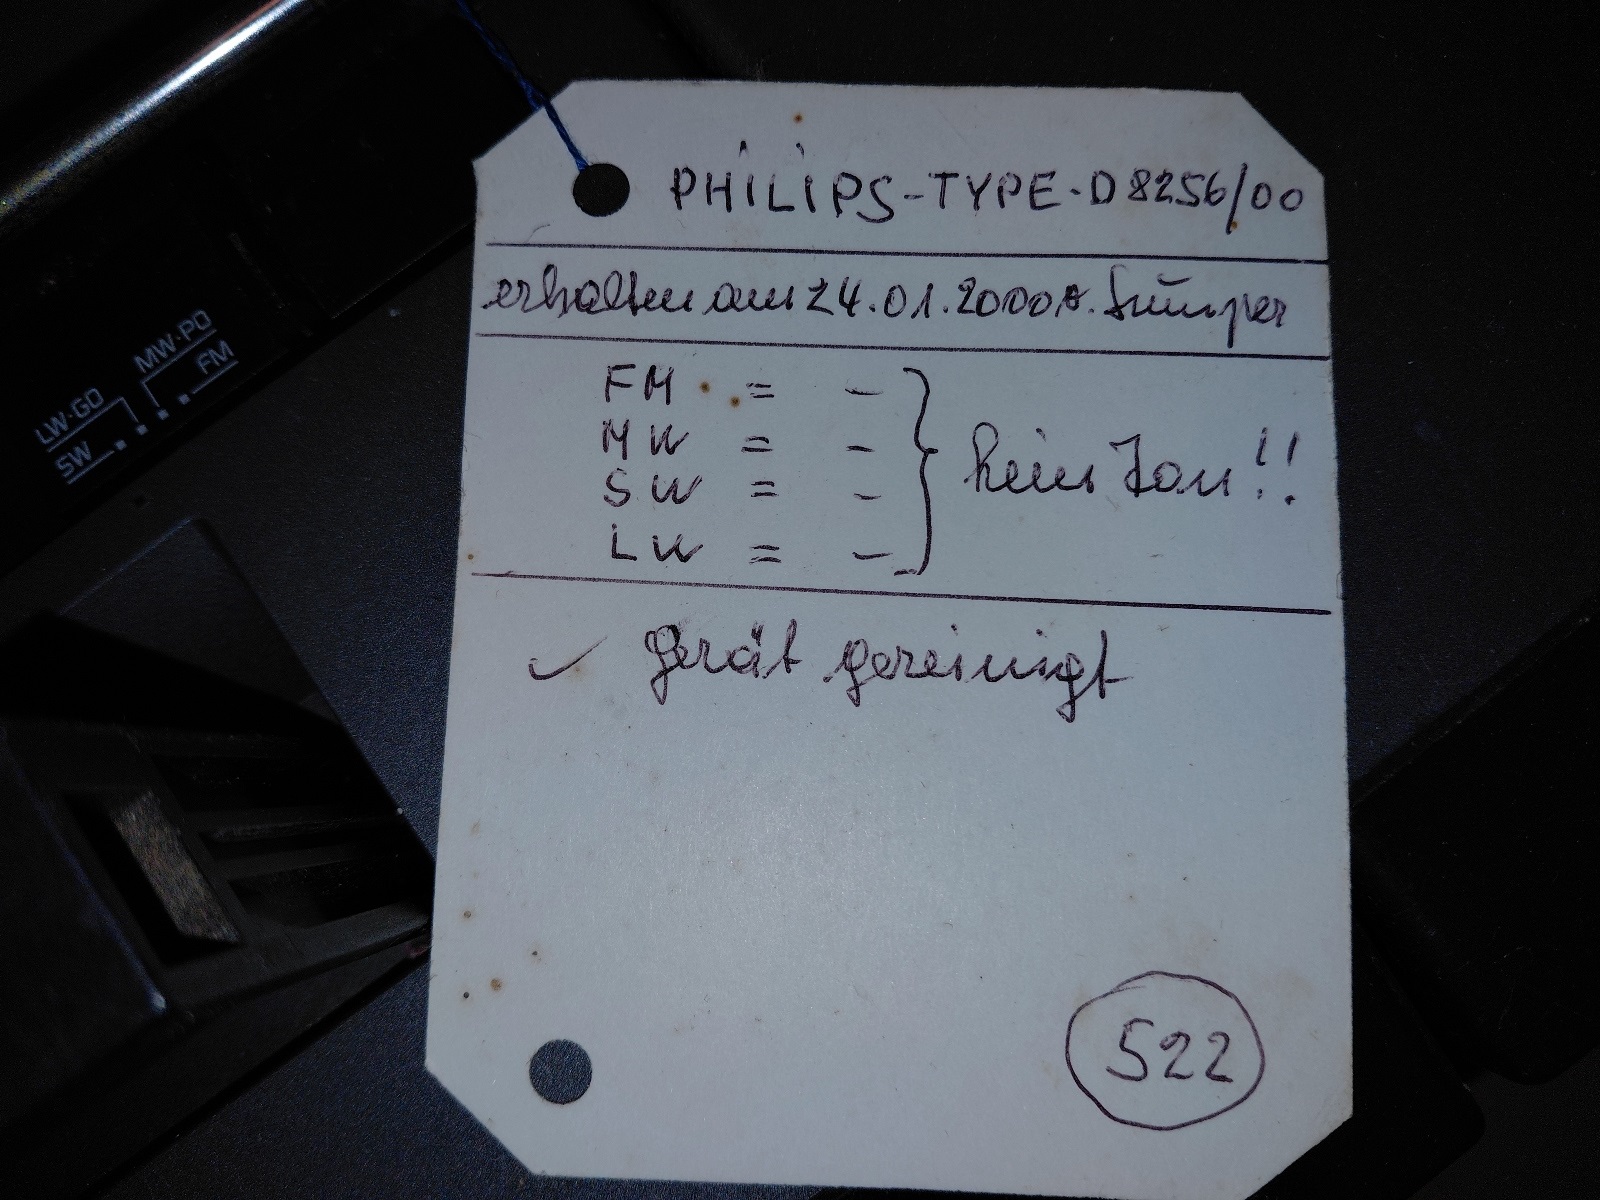 PHILIPS-TYPE-D8256/00
erhalten am 24.01.2000
FM = -
MW = -
SW = -
LW = -
kein Ton!!
✓ Gerät gereinigt
522
MW·PO
FM
LW·GO
SW